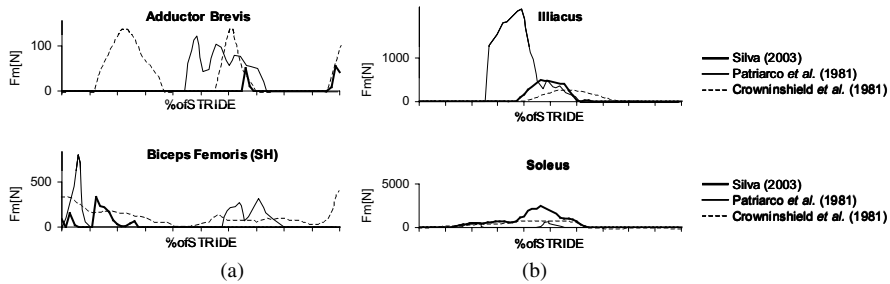 Adductor Brevis
Fm[N]
100
0
%ofSTRIDE
Illiacus
Fm[N]
1000
0
%ofSTRIDE
Silva (2003)
Patriarco et al. (1981)
Crowninshield et al. (1981)
Biceps Femoris (SH)
Fm[N]
500
0
%ofSTRIDE
Soleus
Fm[N]
5000
0
%ofSTRIDE
Silva (2003)
Patriarco et al. (1981)
Crowninshield et al. (1981)
(a)
(b)